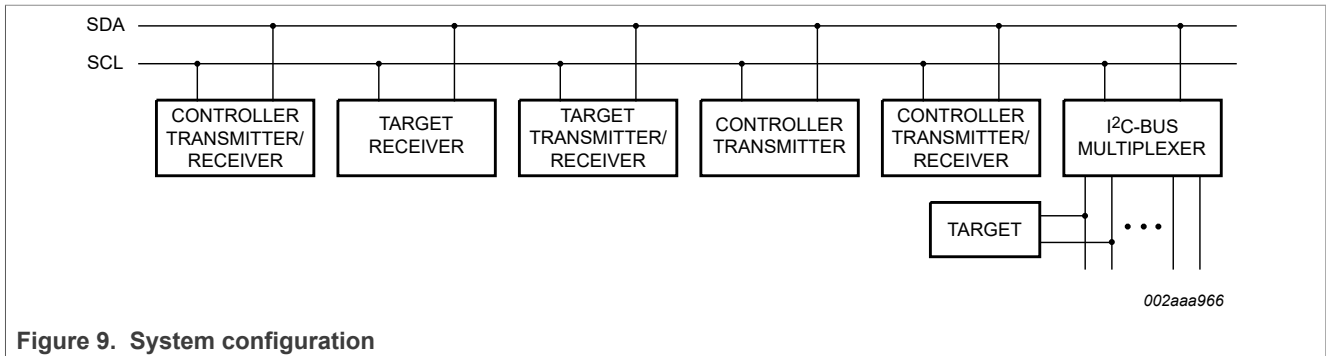 SDA
SCL
CONTROLLER
TRANSMITTER/
RECEIVER
TARGET
RECEIVER
TARGET
TRANSMITTER/
RECEIVER
CONTROLLER
TRANSMITTER
CONTROLLER
TRANSMITTER/
RECEIVER
I²C-BUS
MULTIPLEXER
TARGET
002aaa966
Figure 9. System configuration